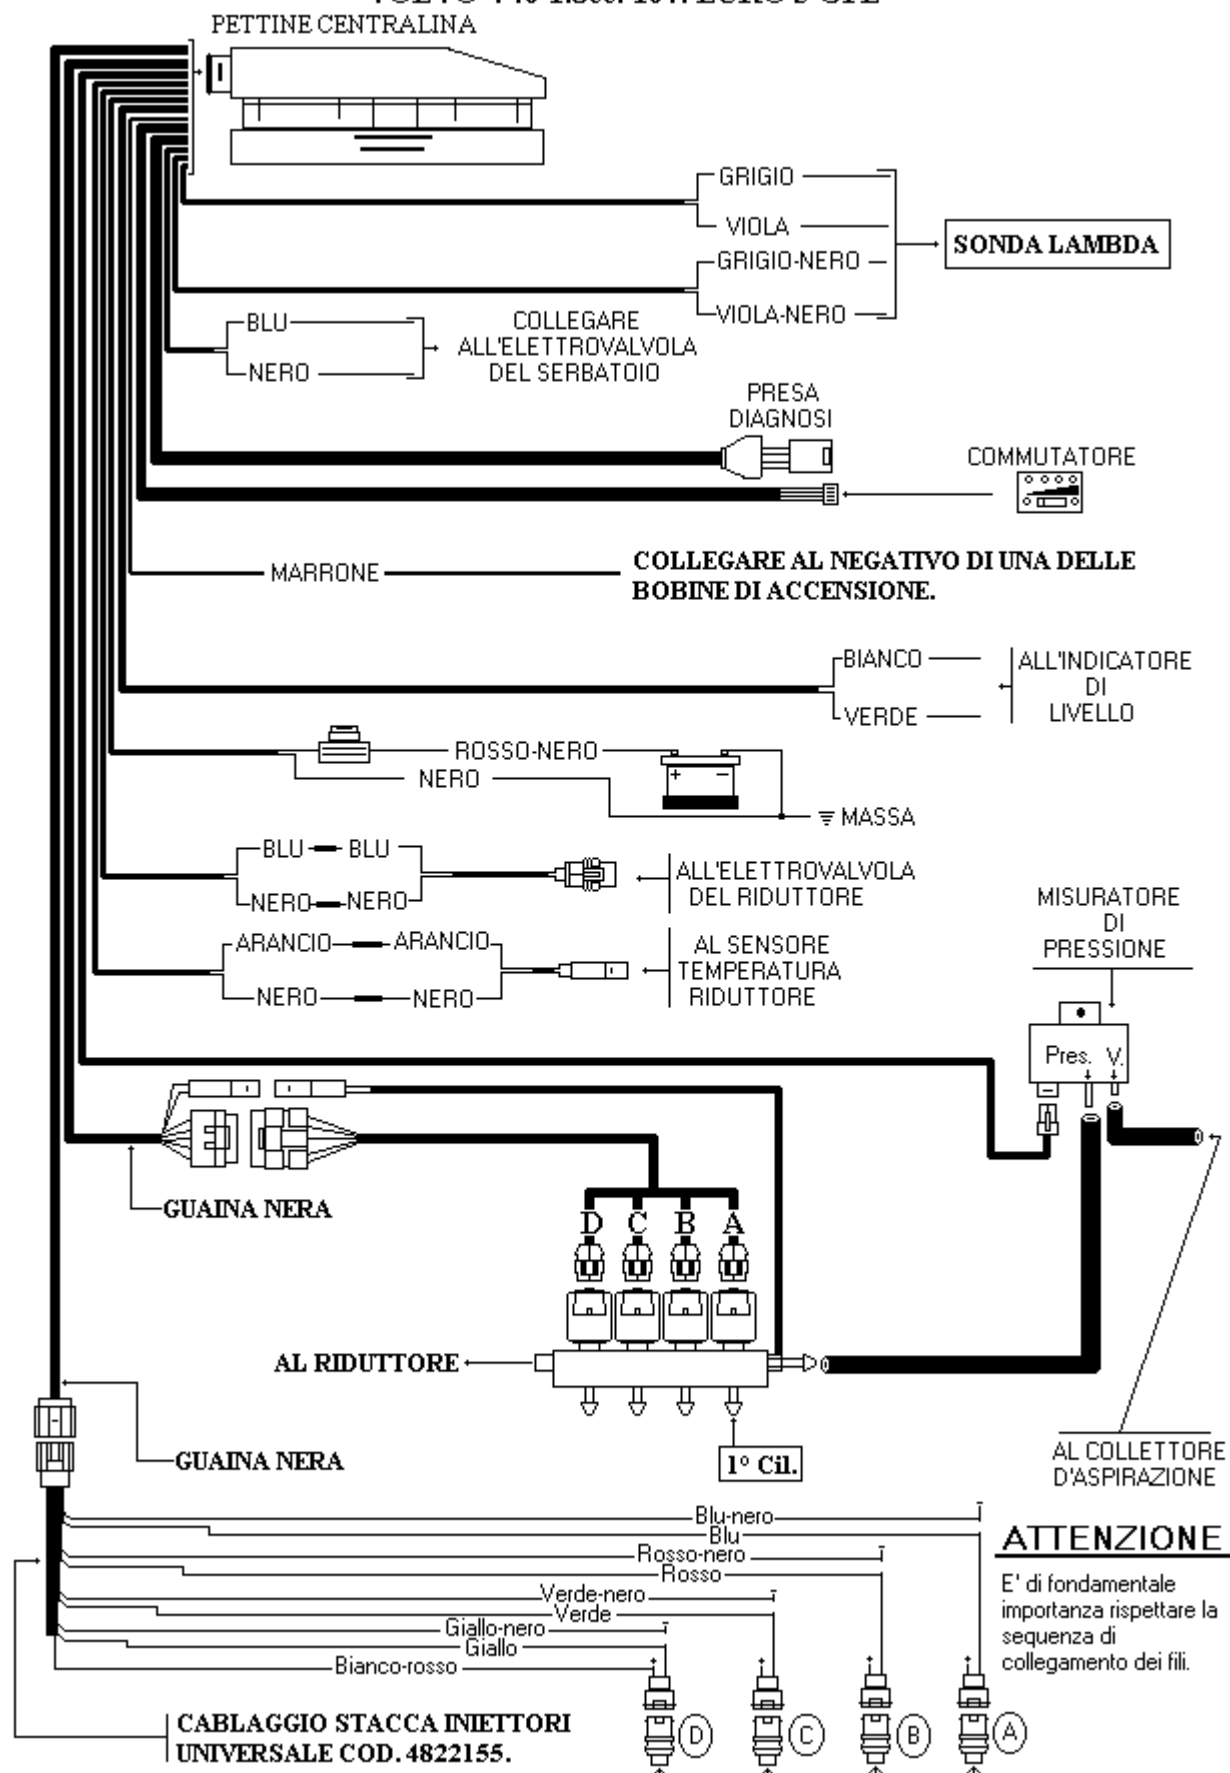 PETTINE CENTRALINA
GRIGIO
VIOLA
SONDA LAMBDA
GRIGIO-NERO
VIOLA-NERO
BLU
NERO
COLLEGARE
ALL'ELETTROVALVOLA
DEL SERBATOIO
PRESA
DIAGNOSI
COMMUTATORE
MARRONE
COLLEGARE AL NEGATIVO DI UNA DELLE
BOBINE DI ACCENSIONE.
BIANCO
VERDE
ALL'INDICATORE
DI
LIVELLO
ROSSO-NERO
NERO
+ −
MASSA
BLU BLU
NERO NERO
ALL'ELETTROVALVOLA
DEL RIDUTTORE
ARANCIO ARANCIO
NERO NERO
AL SENSORE
TEMPERATURA
RIDUTTORE
MISURATORE
DI
PRESSIONE
Pres. V.
GUAINA NERA
D C B A
AL RIDUTTORE
1° Cil.
GUAINA NERA
AL COLLETTORE
D'ASPIRAZIONE
Blu-nero
Blu
Rosso-nero
Rosso
Verde-nero
Verde
Giallo-nero
Giallo
Bianco-rosso
ATTENZIONE
E' di fondamentale
importanza rispettare la
sequenza di
collegamento dei fili.
CABLAGGIO STACCA INIETTORI
UNIVERSALE COD. 4822155.
D C B A